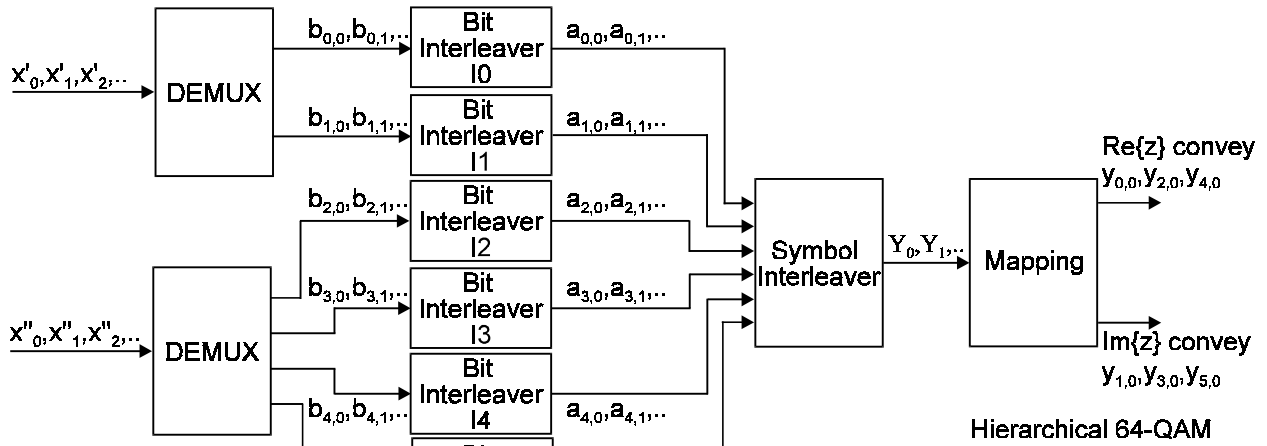 x'0,x'1,x'2,..
DEMUX
b0,0,b0,1,..
Bit
Interleaver
I0
a0,0,a0,1,..
b1,0,b1,1,..
Bit
Interleaver
I1
a1,0,a1,1,..
b2,0,b2,1,..
Bit
Interleaver
I2
a2,0,a2,1,..
x"0,x"1,x"2,..
DEMUX
b3,0,b3,1,..
Bit
Interleaver
I3
a3,0,a3,1,..
b4,0,b4,1,..
Bit
Interleaver
I4
a4,0,a4,1,..
Symbol
Interleaver
Y0,Y1,..
Mapping
Re{z} convey
y0,0,y2,0,y4,0
Im{z} convey
y1,0,y3,0,y5,0
Hierarchical 64-QAM